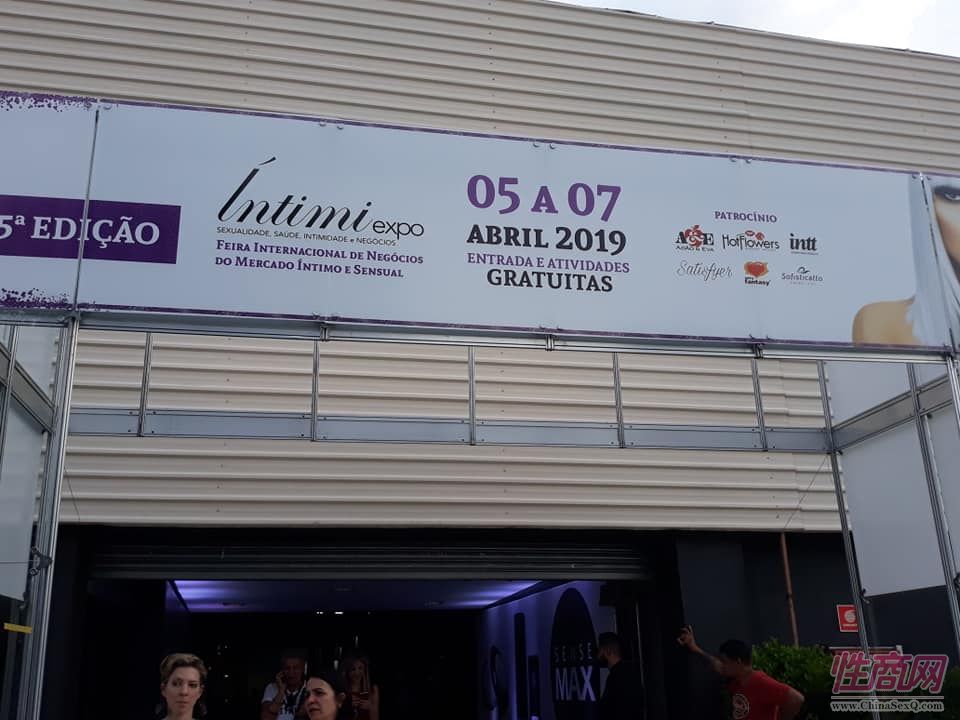 5ª EDIÇÃO
Íntimi expo
SEXUALIDADE, SAÚDE, INTIMIDADE e NEGÓCIOS
FEIRA INTERNACIONAL DE NEGÓCIOS
DO MERCADO ÍNTIMO E SENSUAL
05 A 07
ABRIL 2019
ENTRADA E ATIVIDADES
GRATUITAS
PATROCÍNIO
A&E
ADÃO & EVA
HotFlowers
intt
Satisfyer
fantasy
Sofisticatto
SENSE
MAX
性商网
www.ChinaSexQ.com